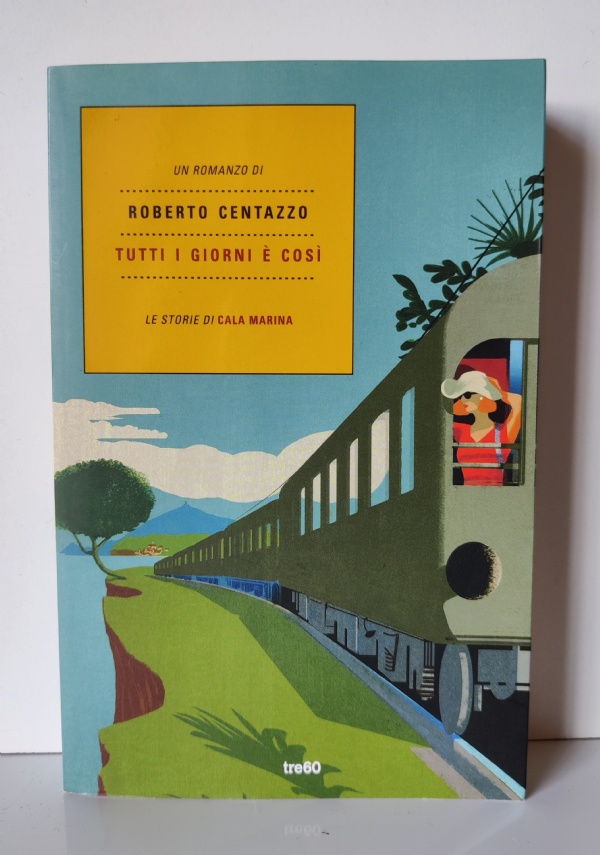 UN ROMANZO DI
ROBERTO CENTAZZO
TUTTI I GIORNI È COSÌ
LE STORIE DI CALA MARINA
tre60